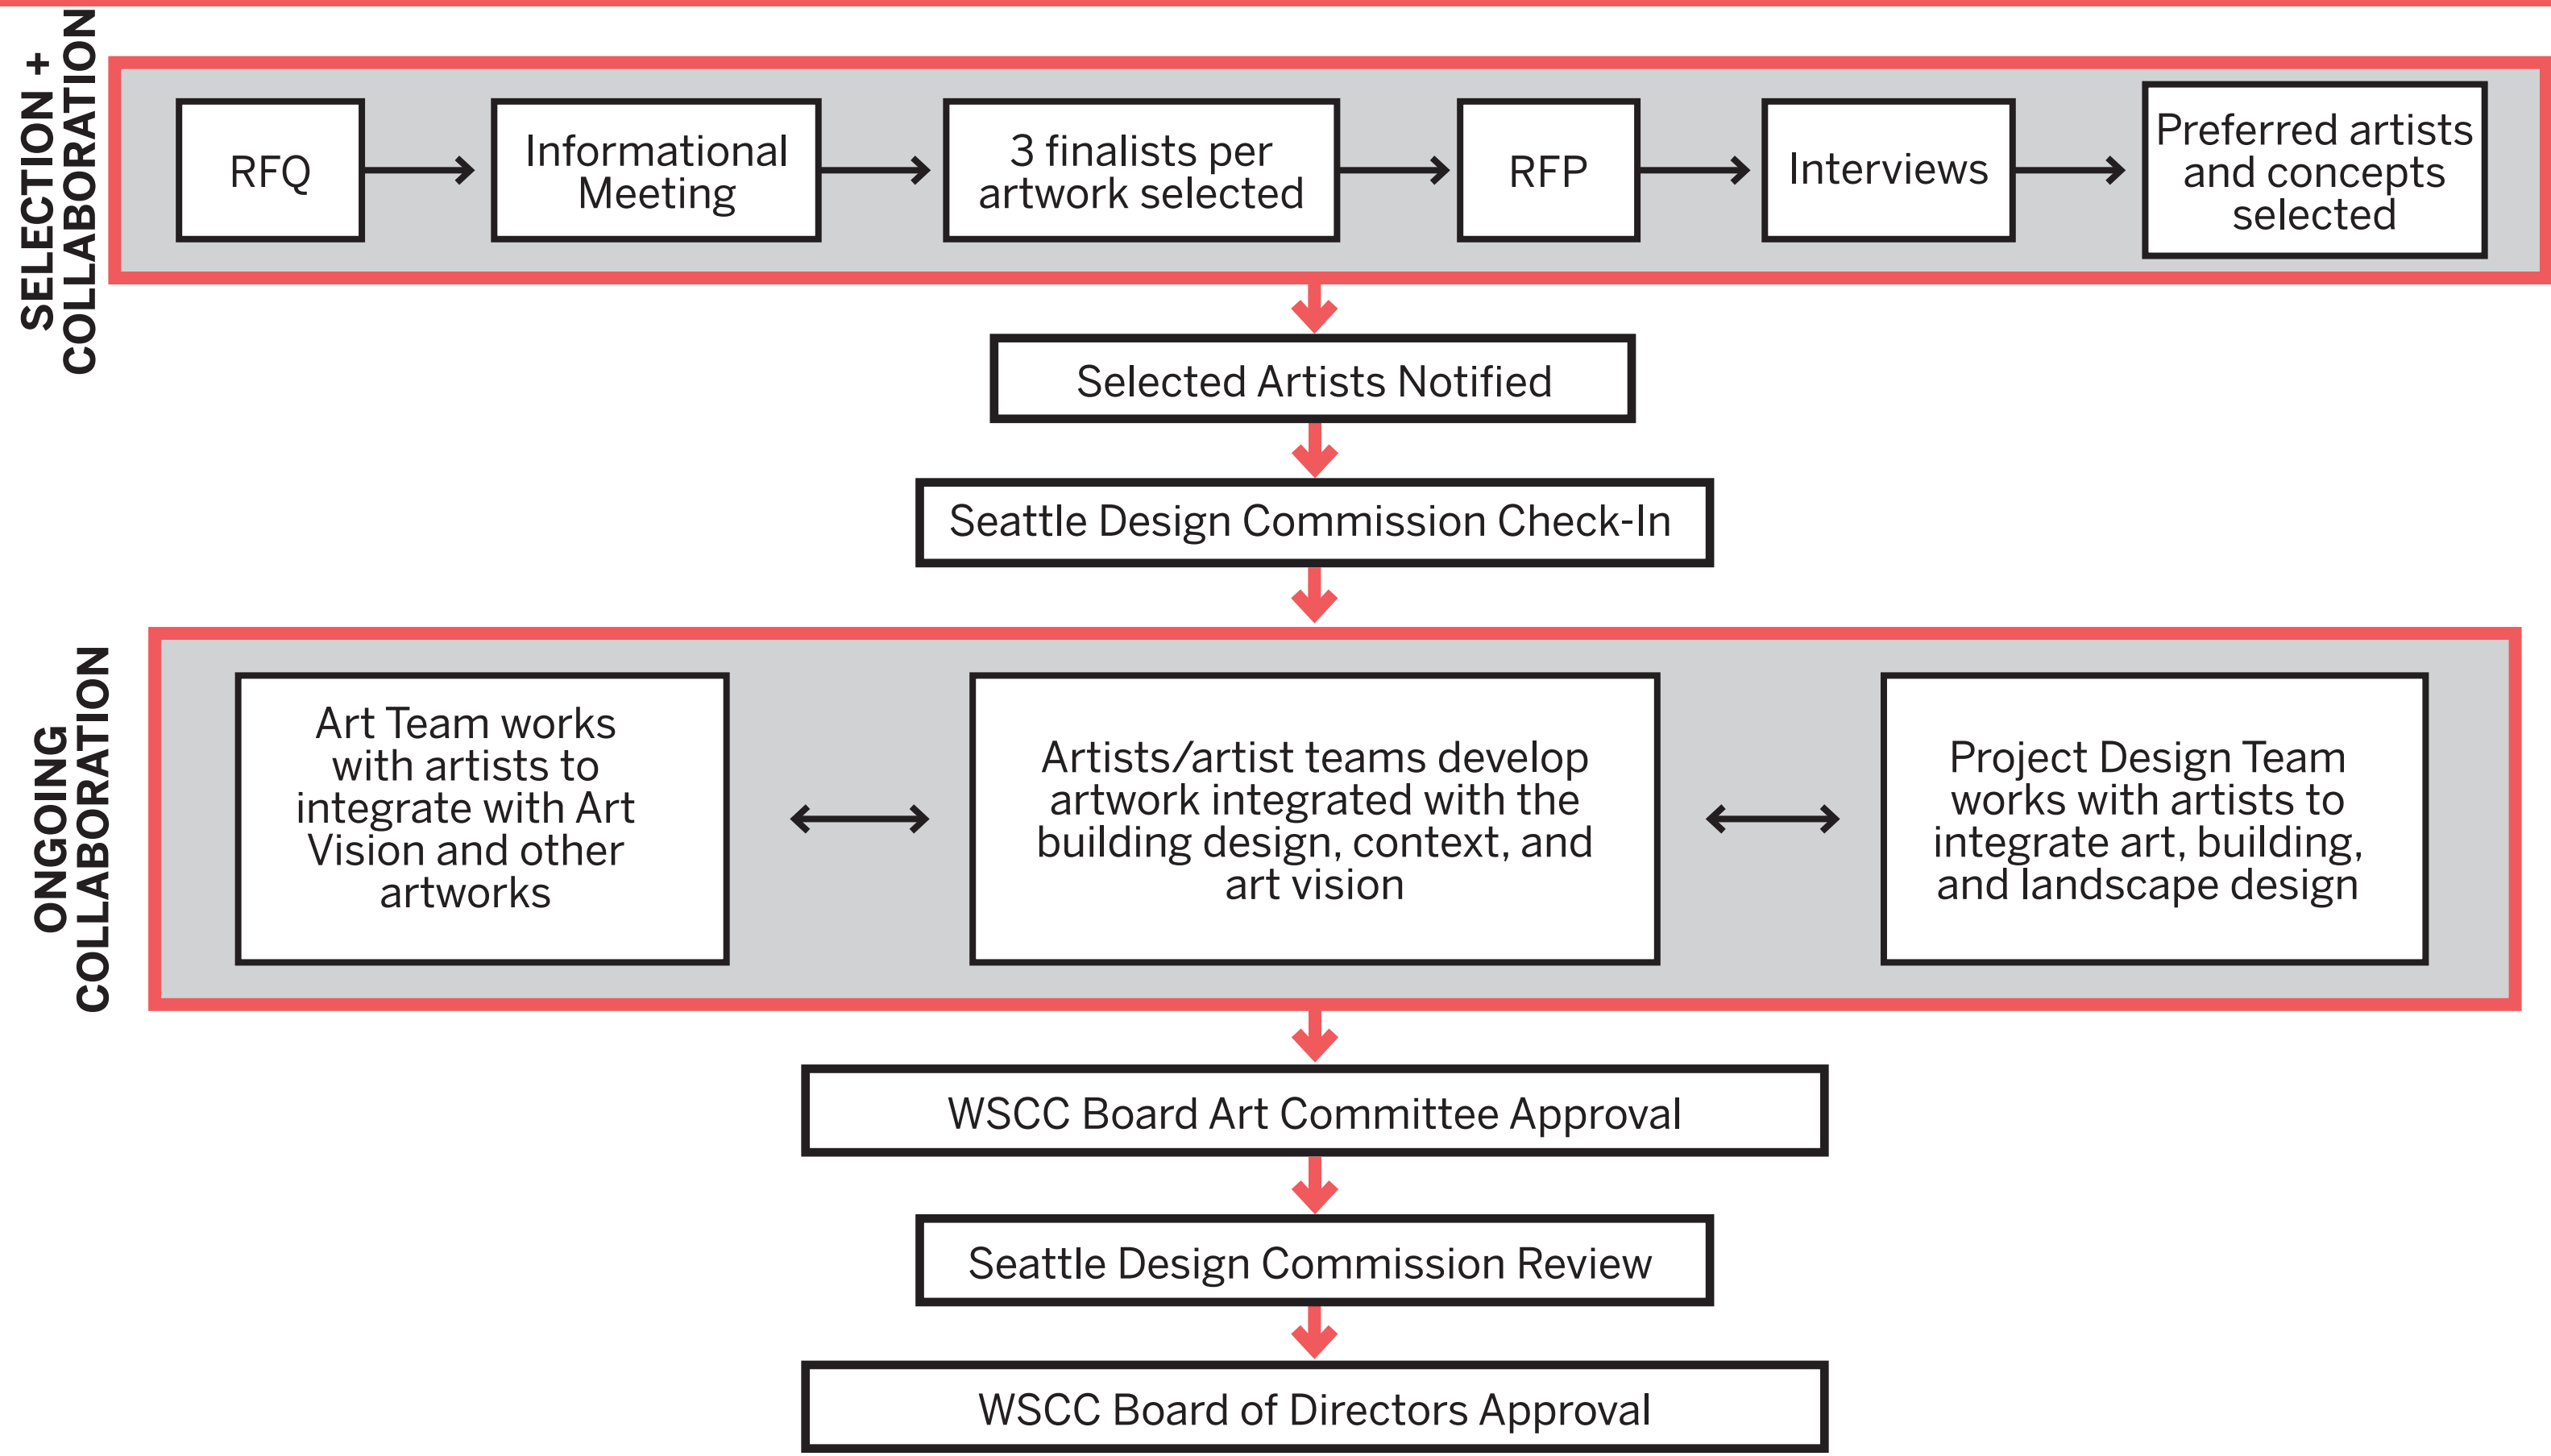 SELECTION +
COLLABORATION
RFQ
Informational
Meeting
3 finalists per
artwork selected
RFP
Interviews
Preferred artists
and concepts
selected
Selected Artists Notified
Seattle Design Commission Check-In
ONGOING
COLLABORATION
Art Team works
with artists to
integrate with Art
Vision and other
artworks
Artists/artist teams develop
artwork integrated with the
building design, context, and
art vision
Project Design Team
works with artists to
integrate art, building,
and landscape design
WSCC Board Art Committee Approval
Seattle Design Commission Review
WSCC Board of Directors Approval